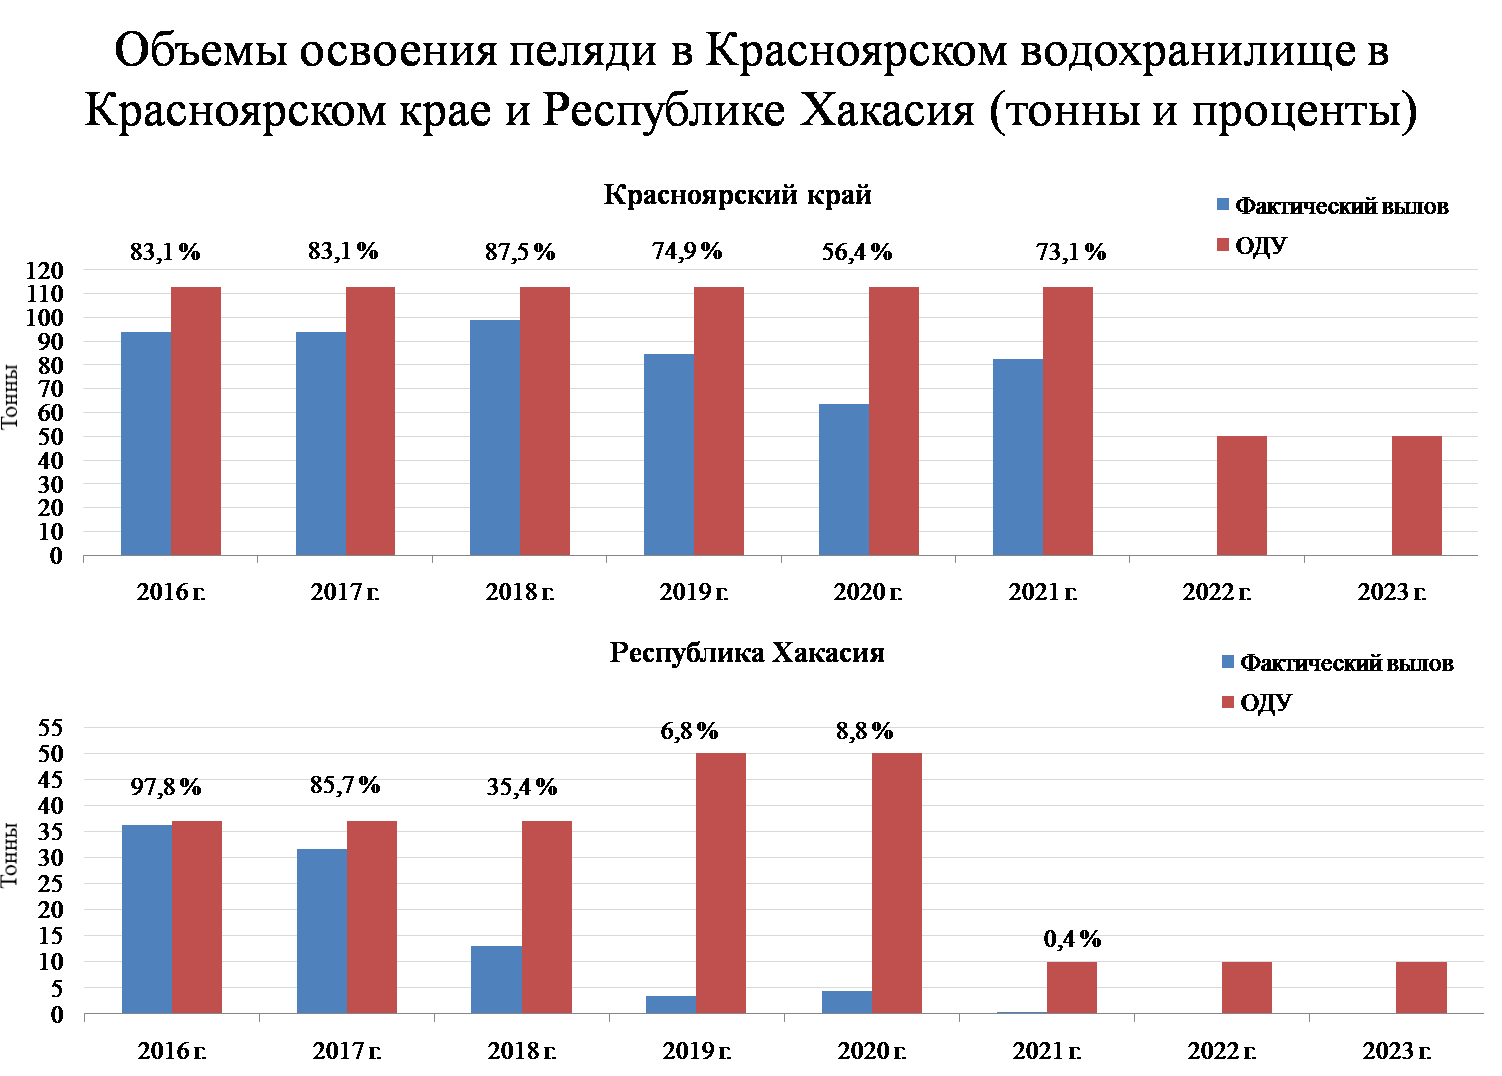 Объемы освоения пеляди в Красноярском водохранилище в
Красноярском крае и Республике Хакасия (тонны и проценты)
Красноярский край
Фактический вылов
ОДУ
83,1 % 83,1 % 87,5 % 74,9 % 56,4 % 73,1 %
Тонны
120
110
100
90
80
70
60
50
40
30
20
10
0
2016 г. 2017 г. 2018 г. 2019 г. 2020 г. 2021 г. 2022 г. 2023 г.
Республика Хакасия
Фактический вылов
ОДУ
97,8 % 85,7 % 35,4 % 6,8 % 8,8 % 0,4 %
Тонны
55
50
45
40
35
30
25
20
15
10
5
0
2016 г. 2017 г. 2018 г. 2019 г. 2020 г. 2021 г. 2022 г. 2023 г.